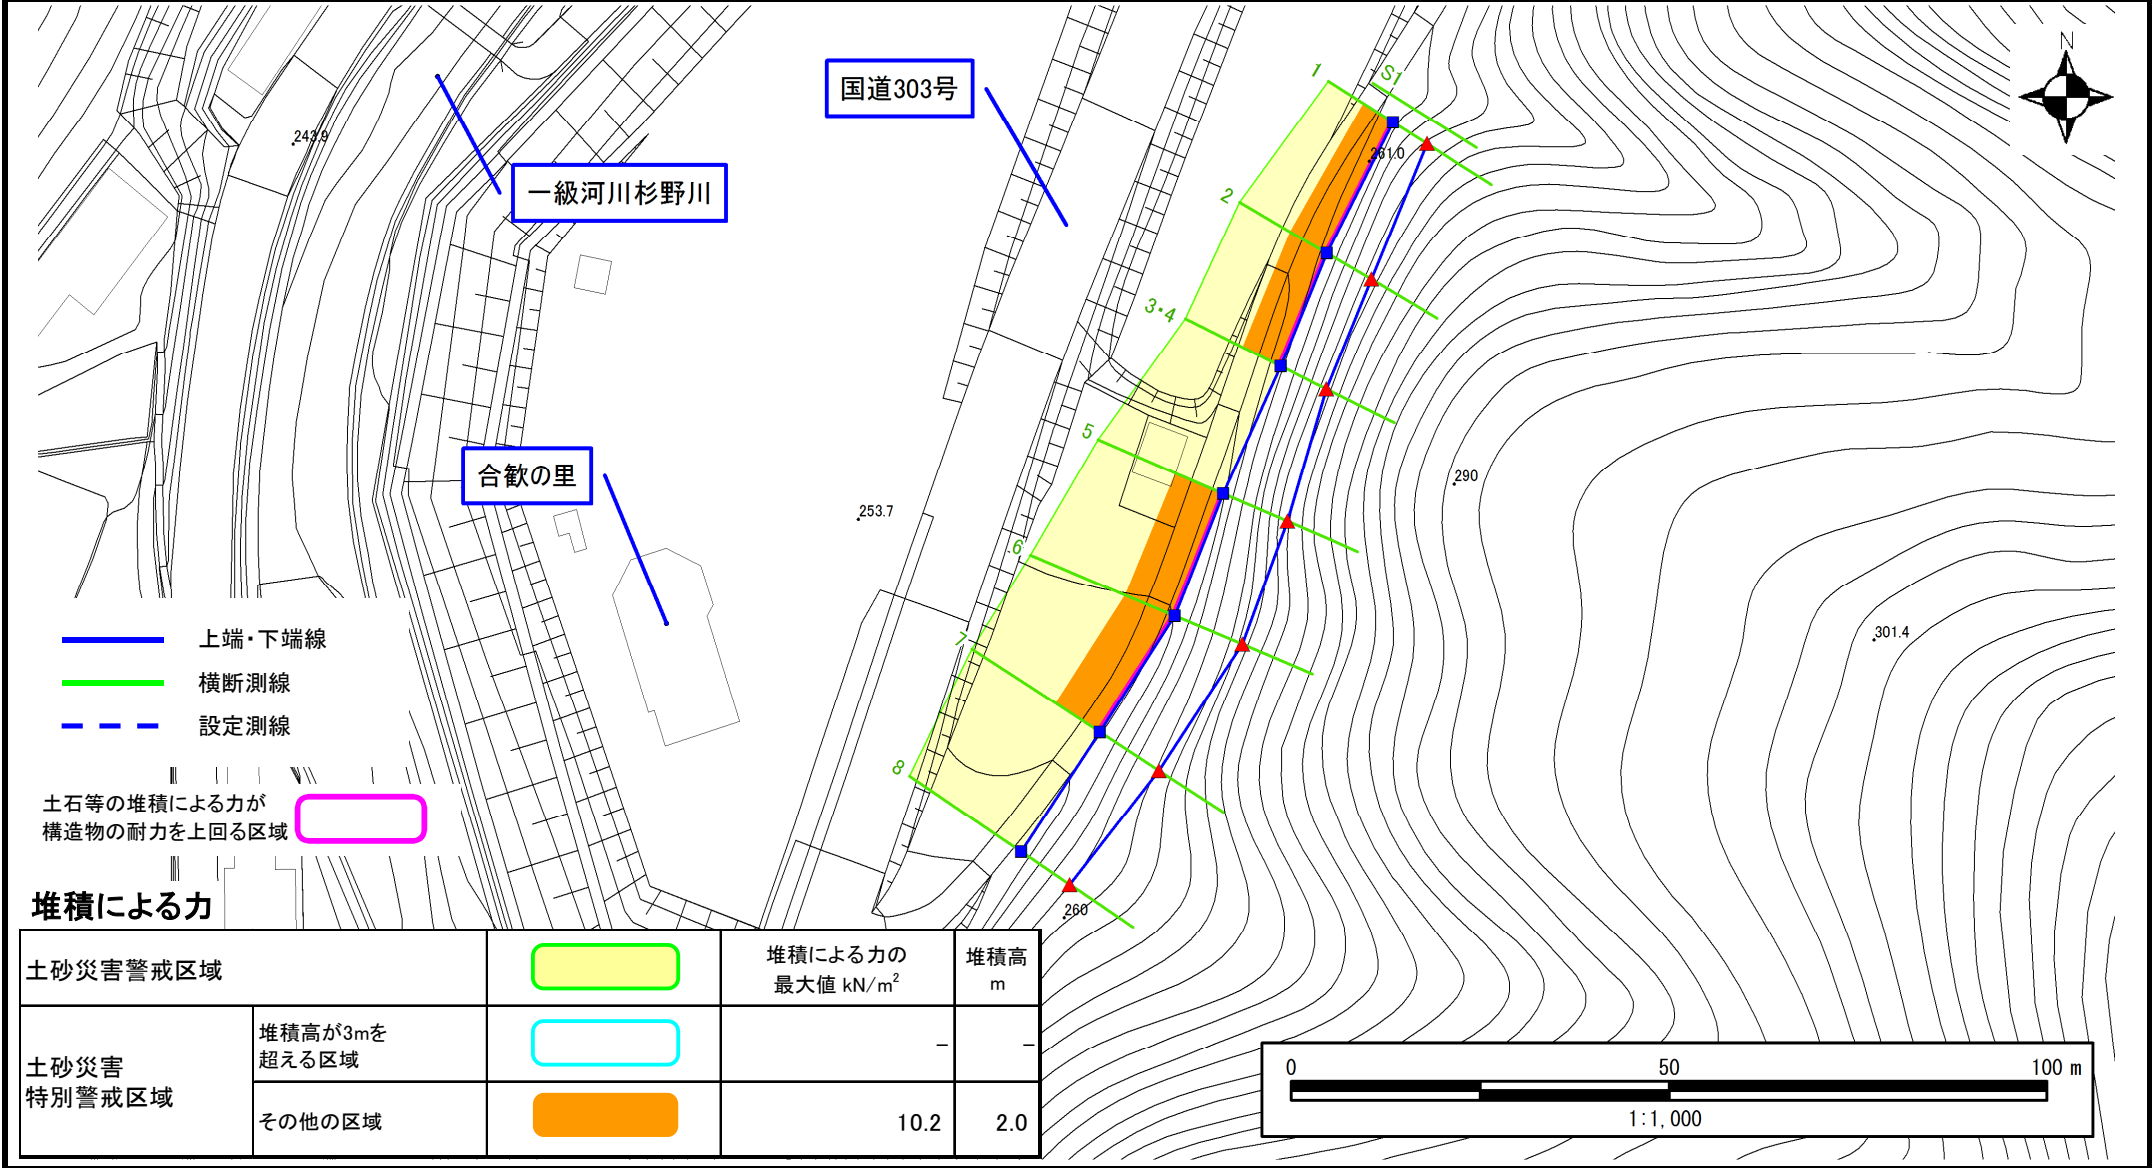 N
国道303号
一級河川杉野川
合歓の里
243.9
261.0
253.7
290
301.4
260
1
S1
2
3・4
5
6
7
8
上端・下端線
横断測線
設定測線
土石等の堆積による力が
構造物の耐力を上回る区域
堆積による力
土砂災害警戒区域
堆積による力の
最大値 kN/m²
堆積高
m
土砂災害
特別警戒区域
堆積高が3mを
超える区域
－
－
その他の区域
10.2
2.0
0 50 100 m
1:1,000